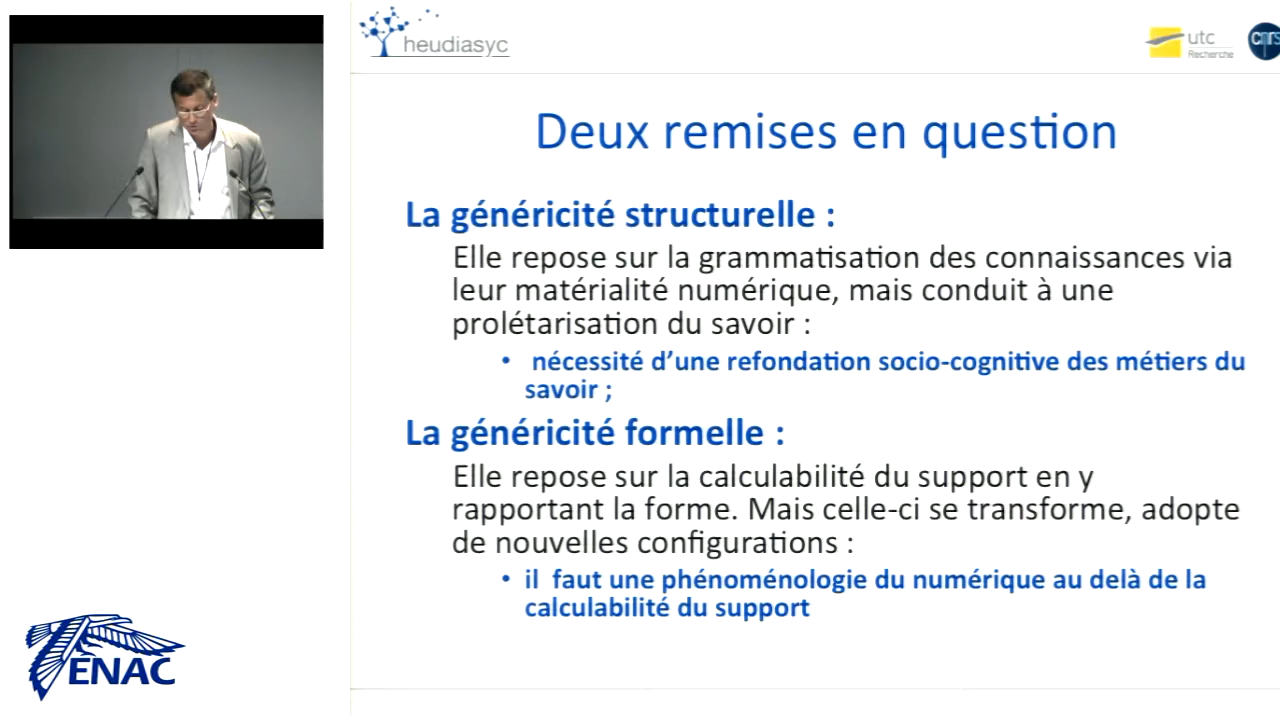 heudiasyc
utc
Recherche
cnrs
Deux remises en question
La généricité structurelle :
Elle repose sur la grammatisation des connaissances via
leur matérialité numérique, mais conduit à une
prolétarisation du savoir :
• nécessité d’une refondation socio-cognitive des métiers du
savoir ;
La généricité formelle :
Elle repose sur la calculabilité du support en y
rapportant la forme. Mais celle-ci se transforme, adopte
de nouvelles configurations :
• il faut une phénoménologie du numérique au delà de la
calculabilité du support
ENAC